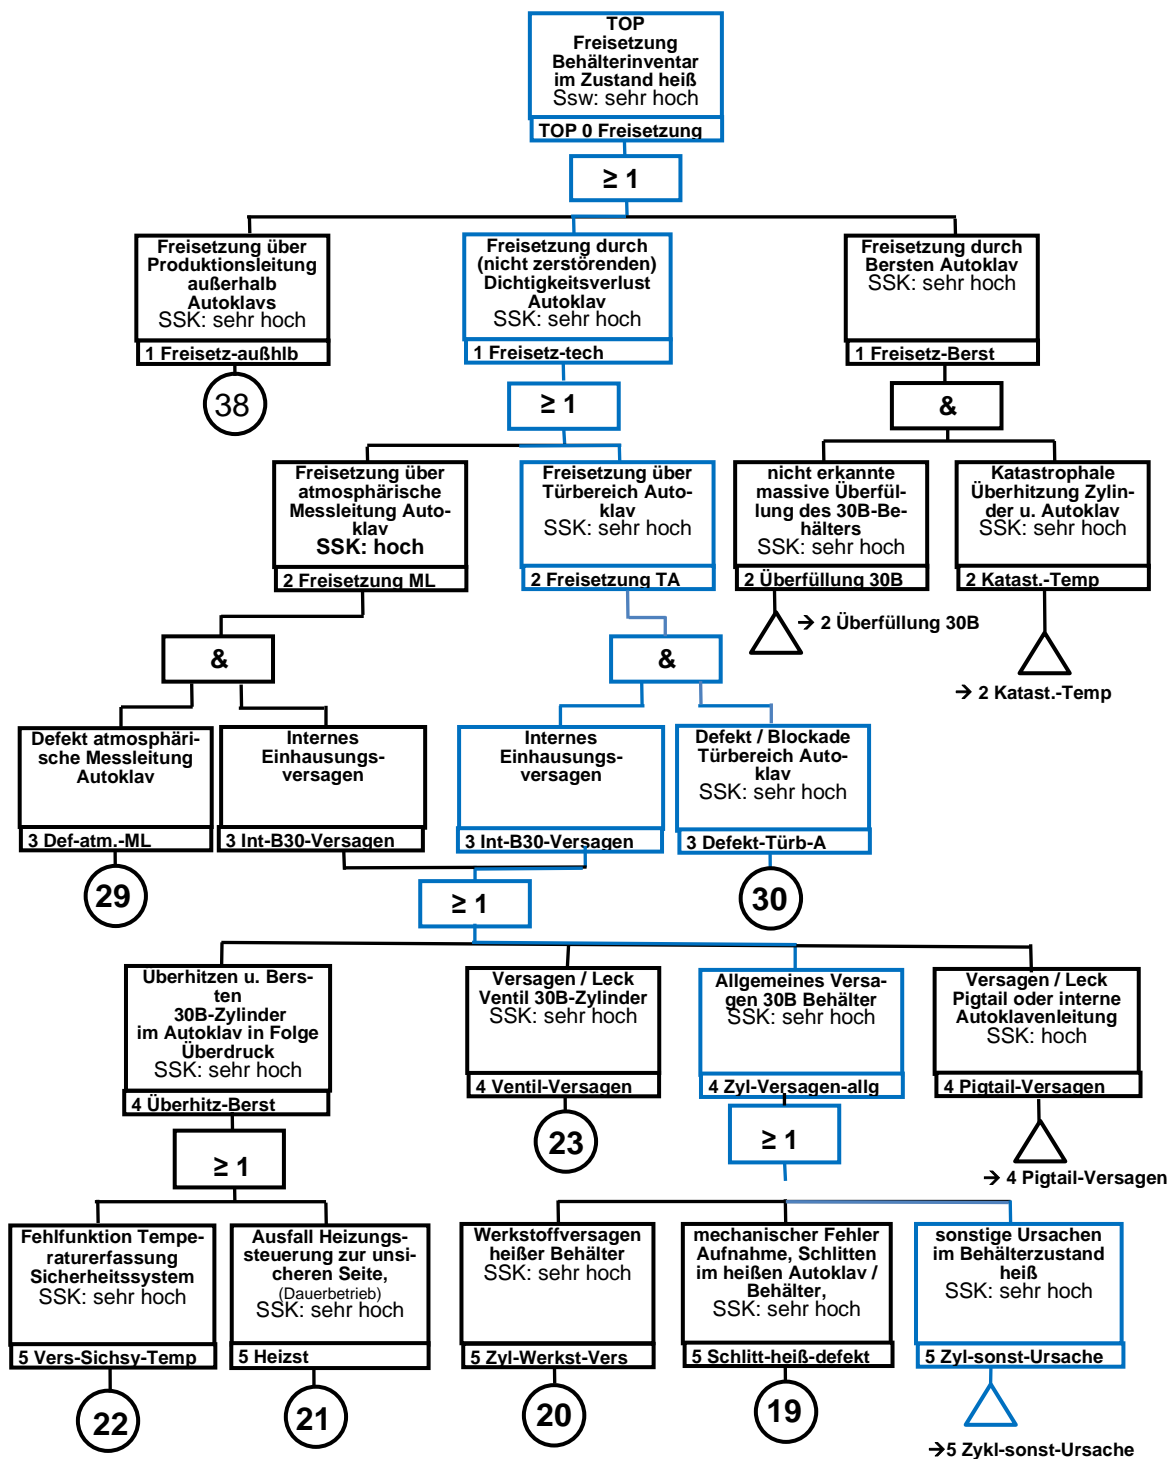 TOP
Freisetzung
Behälterinventar
im Zustand heiß
Ssw: sehr hoch
TOP 0 Freisetzung
≥ 1
Freisetzung über
Produktionsleitung
außerhalb
Autoklavs
SSK: sehr hoch
1 Freisetz-außhlb
38
Freisetzung durch
(nicht zerstörenden)
Dichtigkeitsverlust
Autoklav
SSK: sehr hoch
1 Freisetz-tech
≥ 1
Freisetzung durch
Bersten Autoklav
SSK: sehr hoch
1 Freisetz-Berst
&
Freisetzung über
atmosphärische
Messleitung Auto-
klav
SSK: hoch
2 Freisetzung ML
&
Freisetzung über
Türbereich Auto-
klav
SSK: sehr hoch
2 Freisetzung TA
&
nicht erkannte
massive Überfül-
lung des 30B-Be-
hälters
SSK: sehr hoch
2 Überfüllung 30B
→ 2 Überfüllung 30B
Katastrophale
Überhitzung Zylin-
der u. Autoklav
SSK: sehr hoch
2 Katast.-Temp
→ 2 Katast.-Temp
Defekt atmosphäri-
sche Messleitung
Autoklav
3 Def-atm.-ML
29
Internes
Einhausungs-
versagen
3 Int-B30-Versagen
Internes
Einhausungs-
versagen
3 Int-B30-Versagen
Defekt / Blockade
Türbereich Auto-
klav
SSK: sehr hoch
3 Defekt-Türb-A
30
≥ 1
Überhitzen u. Bers-
ten
30B-Zylinder
im Autoklav in Folge
Überdruck
SSK: sehr hoch
4 Überhitz-Berst
≥ 1
Versagen / Leck
Ventil 30B-Zylinder
SSK: sehr hoch
4 Ventil-Versagen
23
Allgemeines Versa-
gen 30B Behälter
SSK: sehr hoch
4 Zyl-Versagen-allg
≥ 1
Versagen / Leck
Pigtail oder interne
Autoklavenleitung
SSK: hoch
4 Pigtail-Versagen
→ 4 Pigtail-Versagen
Fehlfunktion Tempe-
raturerfassung
Sicherheitssystem
SSK: sehr hoch
5 Vers-Sichsy-Temp
22
Ausfall Heizungs-
steuerung zur unsi-
cheren Seite,
(Dauerbetrieb)
SSK: sehr hoch
5 Heizst
21
Werkstoffversagen
heißer Behälter
SSK: sehr hoch
5 Zyl-Werkst-Vers
20
mechanischer Fehler
Aufnahme, Schlitten
im heißen Autoklav /
Behälter,
SSK: sehr hoch
5 Schlitt-heiß-defekt
19
sonstige Ursachen
im Behälterzustand
heiß
SSK: sehr hoch
5 Zyl-sonst-Ursache
→5 Zykl-sonst-Ursache